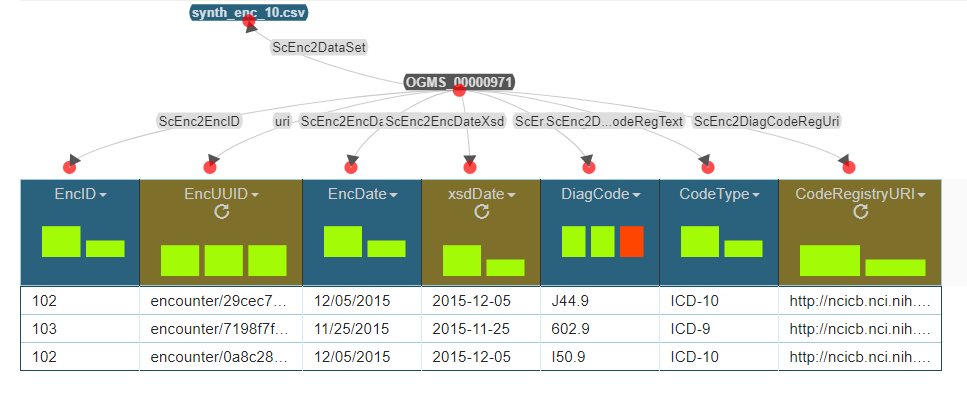 synth_enc_10.csv
ScEnc2DataSet
OGMS_00000971
ScEnc2EncID uri ScEnc2EncDa ScEnc2EncDateXsd ScEr ScEnc2D...odeRegText ScEnc2DiagCodeRegUri
EncID EncUUID EncDate xsdDate DiagCode CodeType CodeRegistryURI
102 encounter/29cec7... 12/05/2015 2015-12-05 J44.9 ICD-10 http://ncicb.nci.nih....
103 encounter/7198f7f... 11/25/2015 2015-11-25 602.9 ICD-9 http://ncicb.nci.nih....
102 encounter/0a8c28... 12/05/2015 2015-12-05 I50.9 ICD-10 http://ncicb.nci.nih....